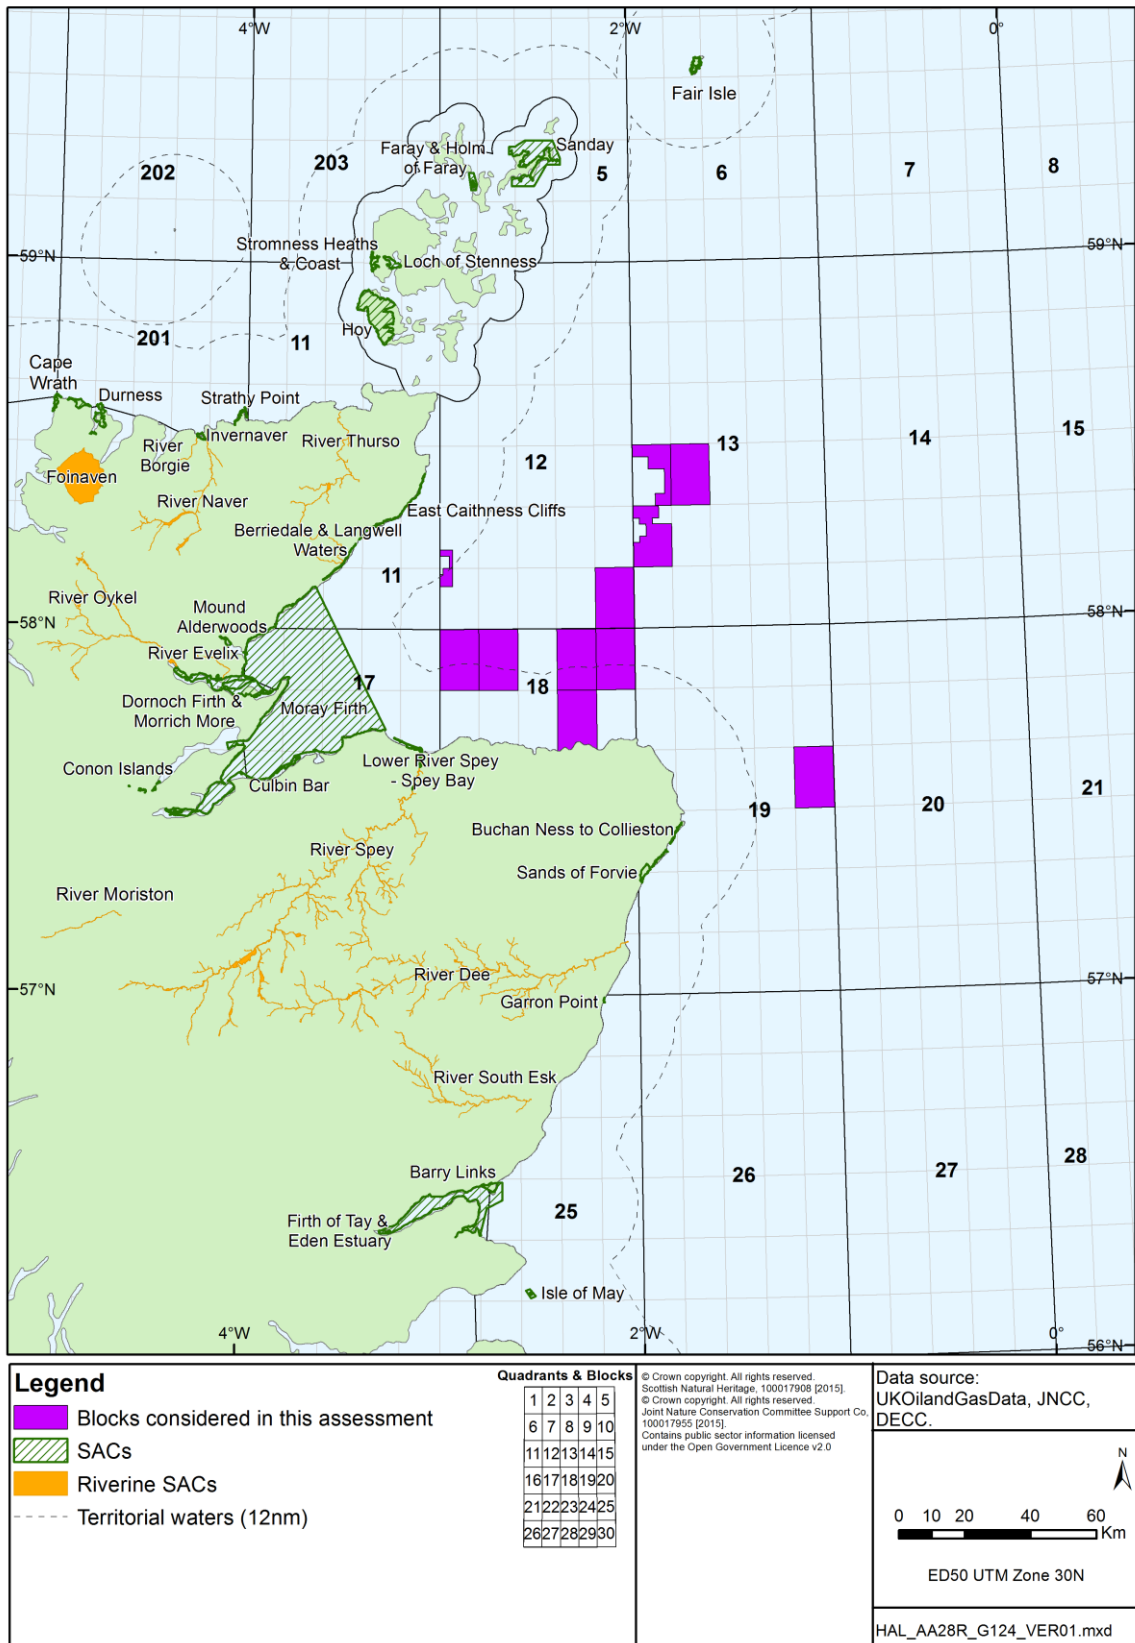 4°W
2°W
0°
Fair Isle
Faray & Holm
of Faray
Sanday
202
203
5
6
7
8
59°N
59°N
Stromness Heaths
& Coast
Loch of Stenness
Hoy
201
11
Cape
Wrath
Durness
Strathy Point
Invernaver
River
Borgie
River Thurso
Foinaven
River Naver
12
13
14
15
East Caithness Cliffs
Berriedale & Langwell
Waters
11
River Oykel
58°N
58°N
Mound
Alderwoods
River Evelix
17
18
Dornoch Firth &
Morrich More
Moray Firth
Conon Islands
Culbin Bar
Lower River Spey
- Spey Bay
19
20
21
Buchan Ness to Collieston
River Spey
Sands of Forvie
River Moriston
River Dee
57°N
57°N
Garron Point
River South Esk
Barry Links
26
27
28
25
Firth of Tay &
Eden Estuary
Isle of May
4°W
2°W
0°
56°N
Legend
Blocks considered in this assessment
SACs
Riverine SACs
Territorial waters (12nm)
Quadrants & Blocks
1 2 3 4 5
6 7 8 9 10
11 12 13 14 15
16 17 18 19 20
21 22 23 24 25
26 27 28 29 30
© Crown copyright. All rights reserved.
Scottish Natural Heritage, 100017908 [2015].
© Crown copyright. All rights reserved.
Joint Nature Conservation Committee Support Co,
100017955 [2015].
Contains public sector information licensed
under the Open Government Licence v2.0
Data source:
UKOilandGasData, JNCC,
DECC.
N
0 10 20 40 60
Km
ED50 UTM Zone 30N
HAL_AA28R_G124_VER01.mxd